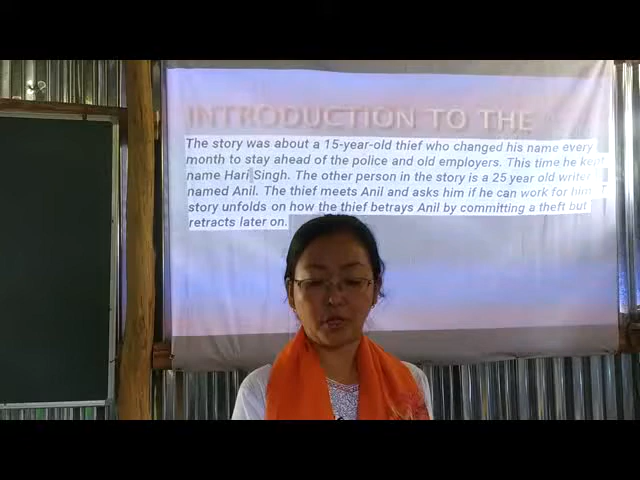 INTRODUCTION TO THE
The story was about a 15-year-old thief who changed his name every
month to stay ahead of the police and old employers. This time he kept
name Hari Singh. The other person in the story is a 25 year old writer
named Anil. The thief meets Anil and asks him if he can work for him. T
story unfolds on how the thief betrays Anil by committing a theft but
retracts later on.